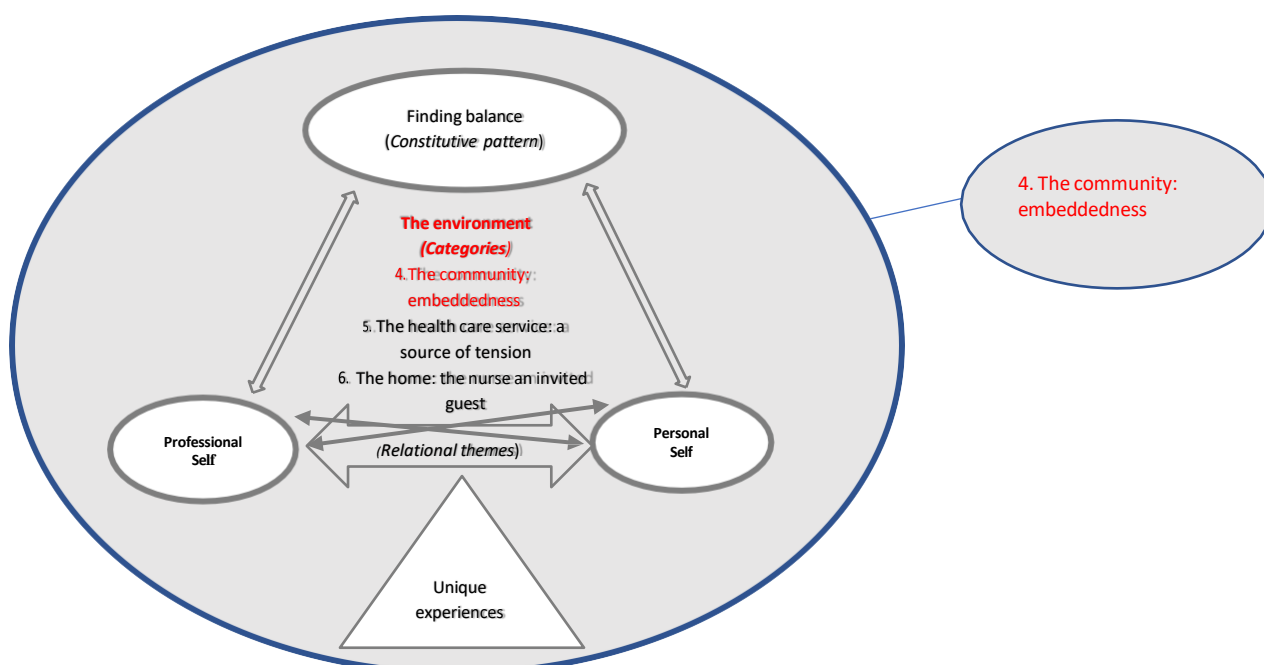 Finding balance
(Constitutive pattern)
The environment
(Categories)
4. The community:
embeddedness
5. The health care service: a
source of tension
6. The home: the nurse an invited
guest
Professional
Self
(Relational themes)
Personal
Self
Unique
experiences
4. The community:
embeddedness